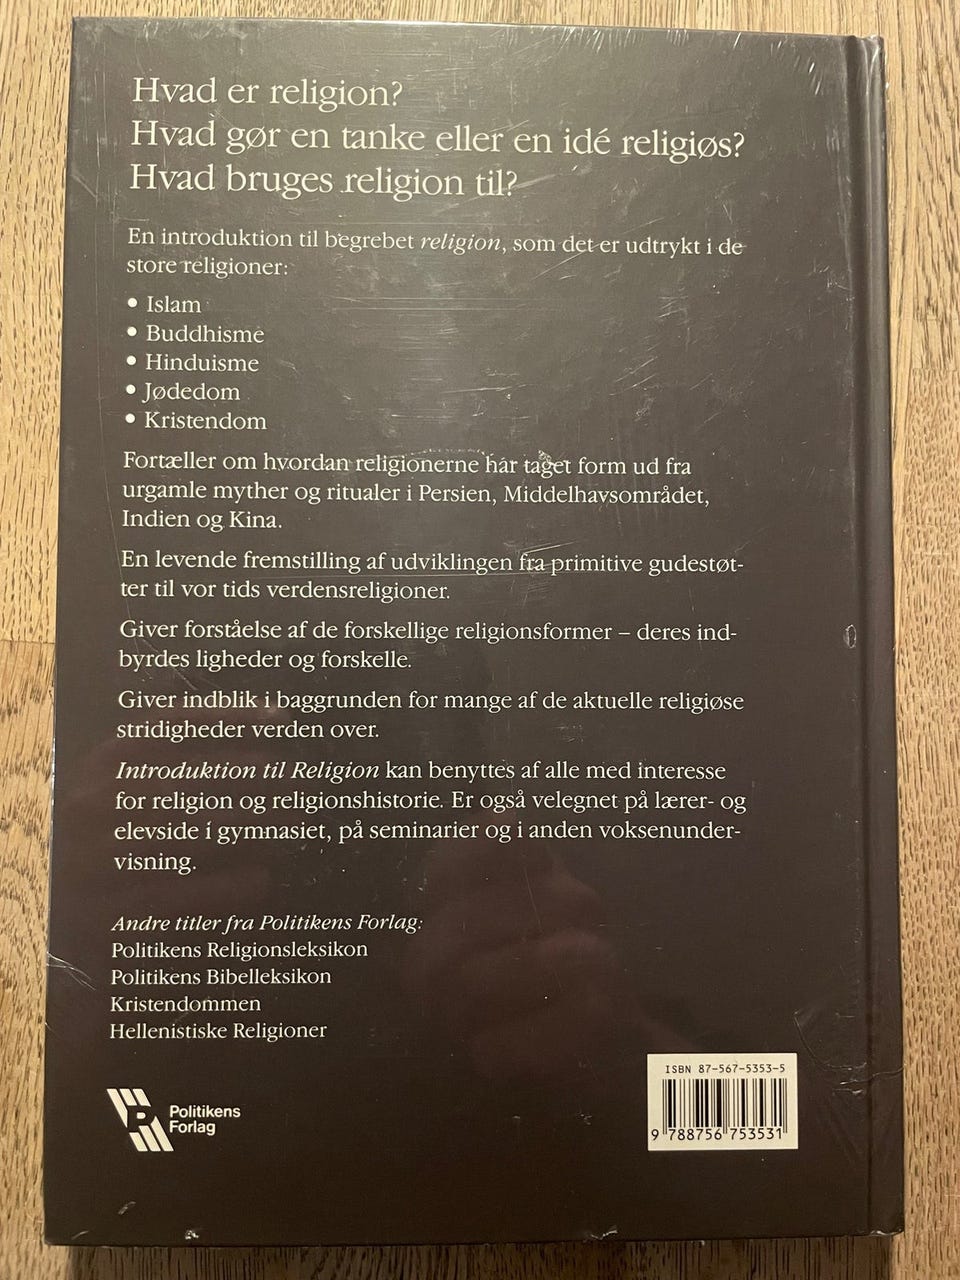 Hvad er religion?
Hvad gør en tanke eller en idé religiøs?
Hvad bruges religion til?
En introduktion til begrebet religion, som det er udtrykt i de
store religioner:
• Islam
• Buddhisme
• Hinduisme
• Jødedom
• Kristendom
Fortæller om hvordan religionerne har taget form ud fra
urgamle myther og ritualer i Persien, Middelhavsområdet,
Indien og Kina.
En levende fremstilling af udviklingen fra primitive gudestøt-
ter til vor tids verdensreligioner.
Giver forståelse af de forskellige religionsformer – deres ind-
byrdes ligheder og forskelle.
Giver indblik i baggrunden for mange af de aktuelle religiøse
stridigheder verden over.
Introduktion til Religion kan benyttes af alle med interesse
for religion og religionshistorie. Er også velegnet på lærer- og
elevside i gymnasiet, på seminarier og i anden voksenunder-
visning.
Andre titler fra Politikens Forlag:
Politikens Religionsleksikon
Politikens Bibelleksikon
Kristendommen
Hellenistiske Religioner
P
Politikens
Forlag
ISBN 87-567-5353-5
9 788756 753531